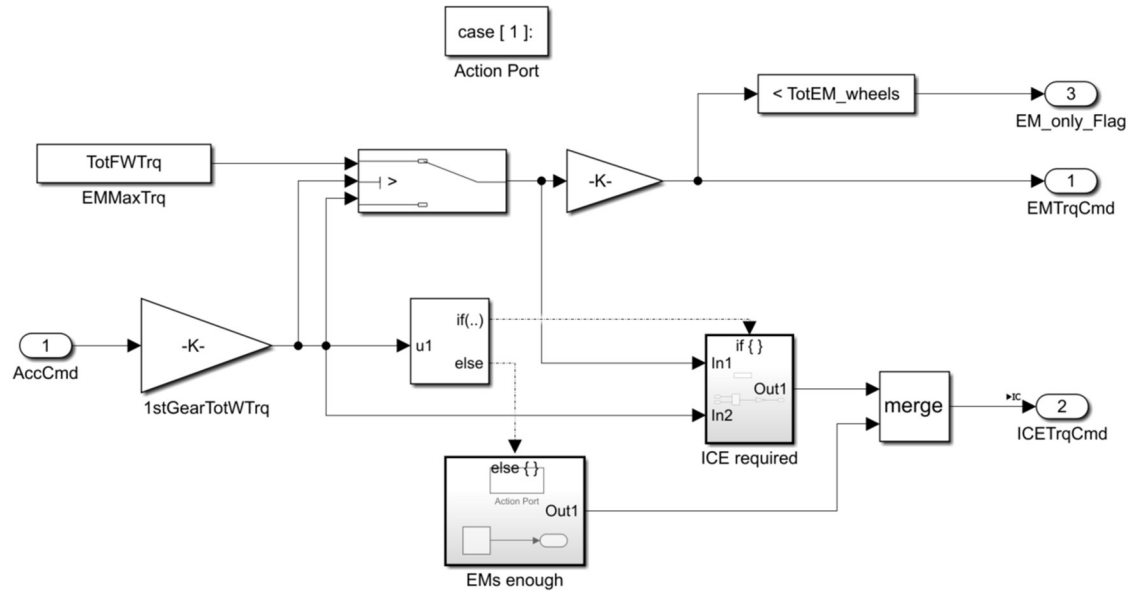 case [ 1 ]:
Action Port
< TotEM_wheels
3
EM_only_Flag
TotFWTrq
EMMaxTrq
>
-K-
1
EMTrqCmd
1
AccCmd
-K-
1stGearTotWTrq
u1
if(..)
else
if { }
In1
Out1
In2
ICE required
merge
IC
2
ICETrqCmd
else { }
Action Port
Out1
EMs enough